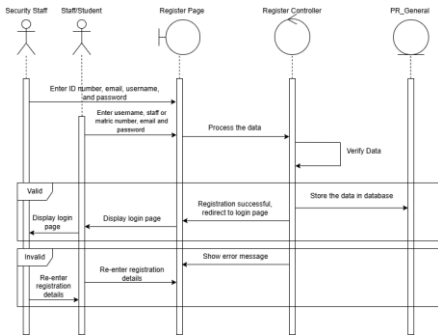 Security Staff
Staff/Student
Register Page
Register Controller
PR_General
Enter ID number, email, username,
and password
Enter username, staff or
matric number, email and
password
Process the data
Verify Data
Valid
Store the data in database
Registration successful,
redirect to login page
Display login page
Display login
page
Invalid
Show error message
Re-enter registration
details
Re-enter
registration
details